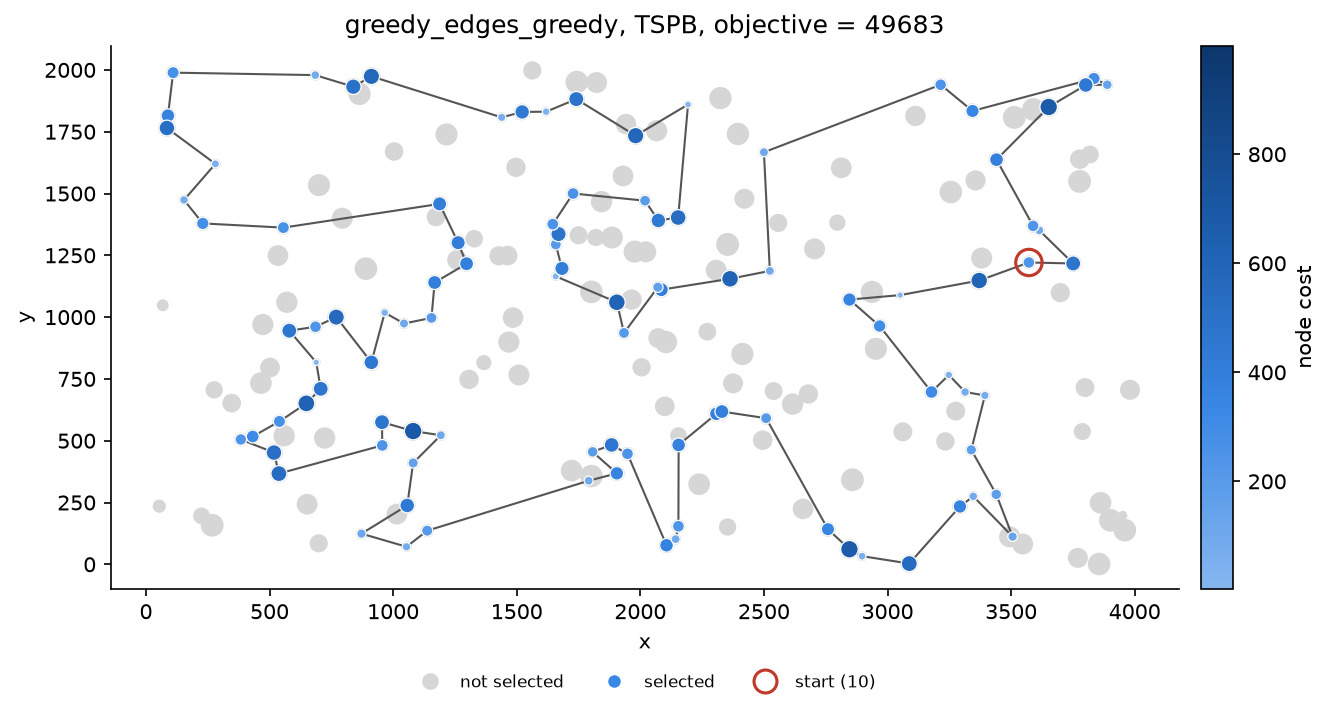 greedy_edges_greedy, TSPB, objective = 49683
2000
1750
1500
1250
1000
750
500
250
0
y
0 500 1000 1500 2000 2500 3000 3500 4000
x
800
600
400
200
node cost
not selected selected start (10)